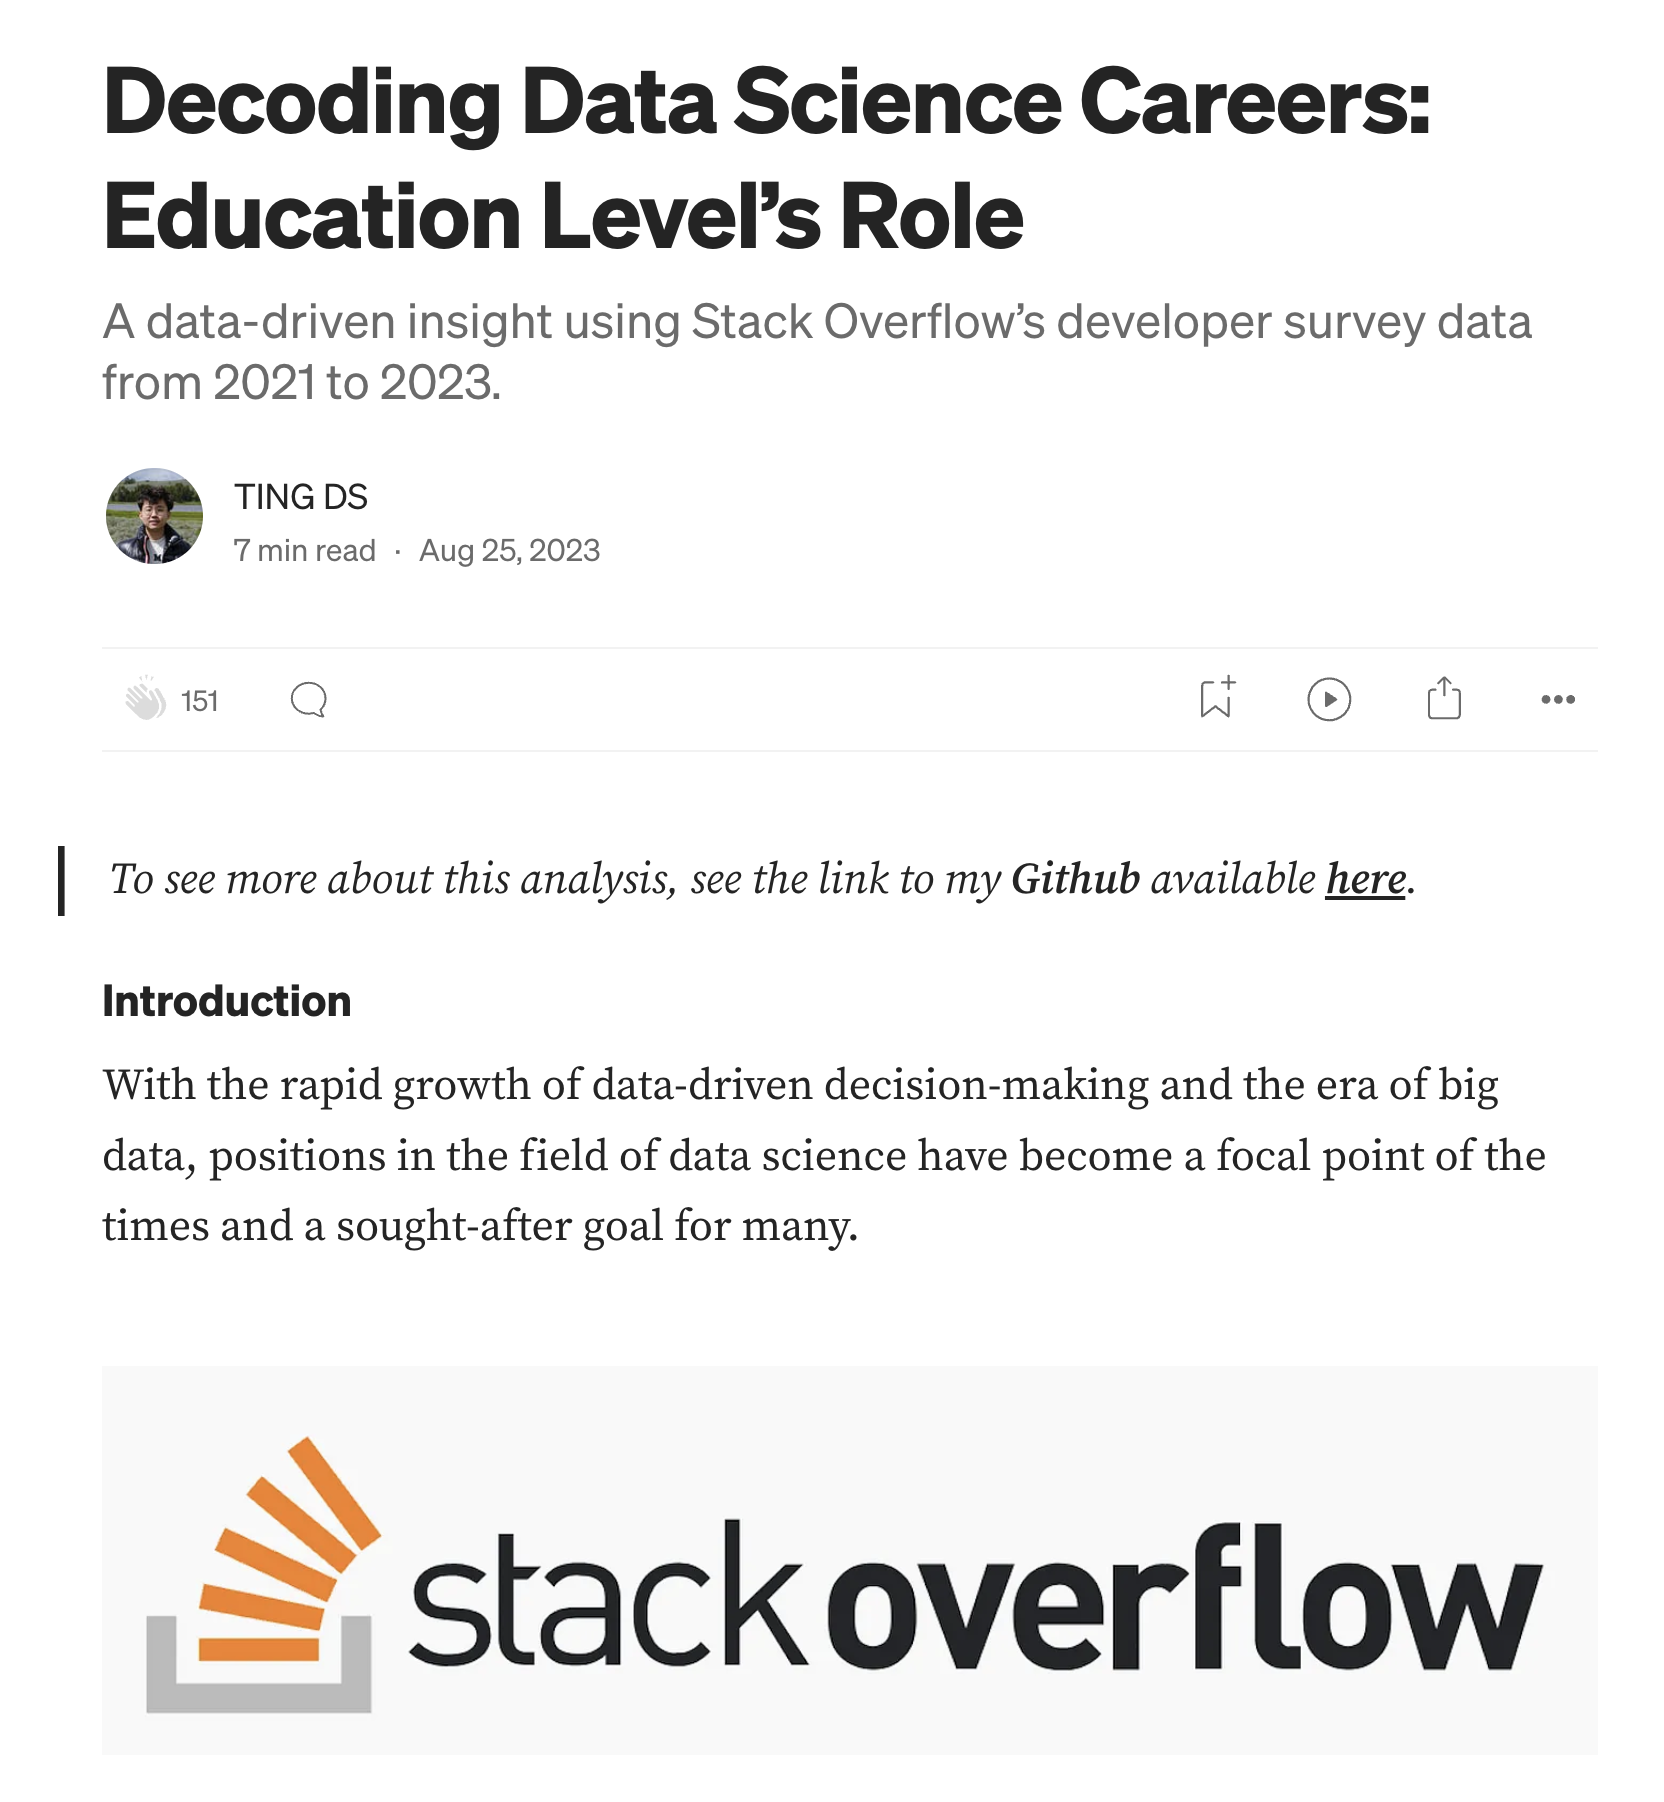 Decoding Data Science Careers:
Education Level’s Role
A data-driven insight using Stack Overflow’s developer survey data
from 2021 to 2023.
TING DS
7 min read · Aug 25, 2023
151
To see more about this analysis, see the link to my Github available here.
Introduction
With the rapid growth of data-driven decision-making and the era of big
data, positions in the field of data science have become a focal point of the
times and a sought-after goal for many.
stackoverflow